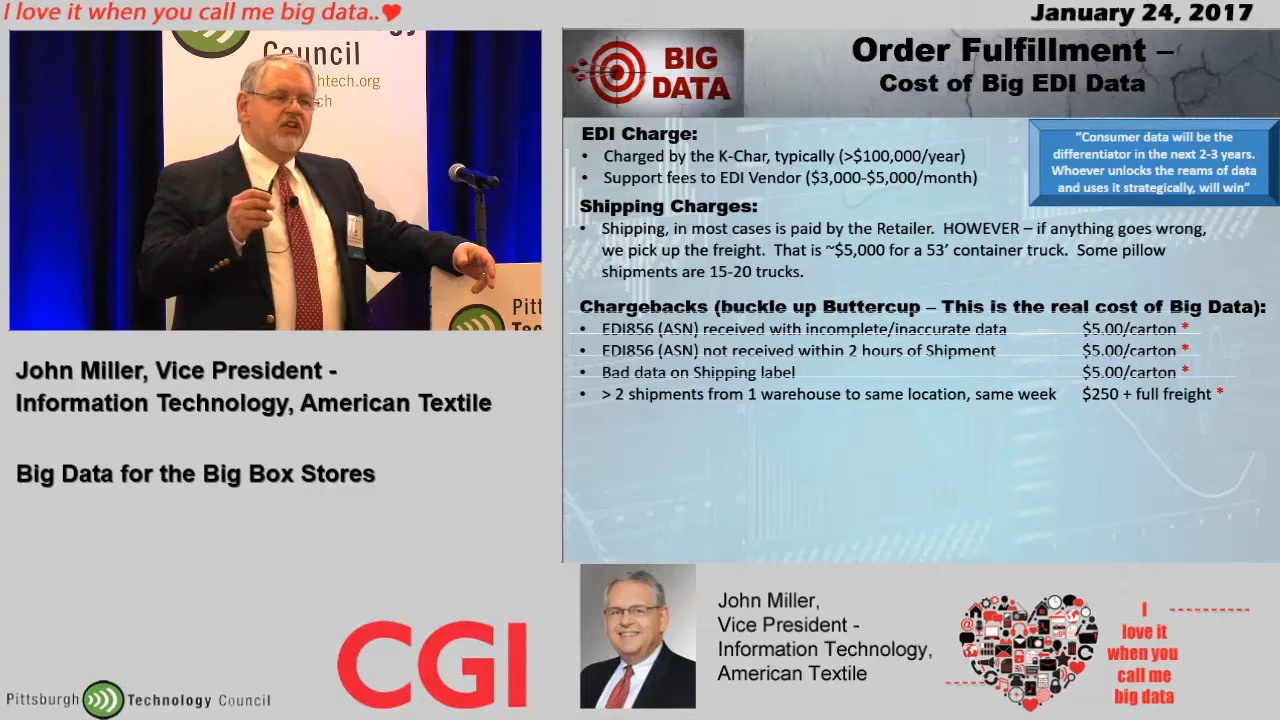 I love it when you call me big data..
January 24, 2017
Council
htech.org
ch
Pitt
Tec
BIG
DATA
Order Fulfillment –
Cost of Big EDI Data
EDI Charge:
• Charged by the K-Char, typically (>$100,000/year)
• Support fees to EDI Vendor ($3,000-$5,000/month)
“Consumer data will be the
differentiator in the next 2-3 years.
Whoever unlocks the reams of data
and uses it strategically, will win”
Shipping Charges:
• Shipping, in most cases is paid by the Retailer. HOWEVER – if anything goes wrong,
we pick up the freight. That is ~$5,000 for a 53’ container truck. Some pillow
shipments are 15-20 trucks.
Chargebacks (buckle up Buttercup – This is the real cost of Big Data):
• EDI856 (ASN) received with incomplete/inaccurate data $5.00/carton *
• EDI856 (ASN) not received within 2 hours of Shipment $5.00/carton *
• Bad data on Shipping label $5.00/carton *
• > 2 shipments from 1 warehouse to same location, same week $250 + full freight *
John Miller, Vice President -
Information Technology, American Textile
Big Data for the Big Box Stores
Pittsburgh Technology Council
CGI
John Miller,
Vice President -
Information Technology,
American Textile
I
love it
when you
call me
big data